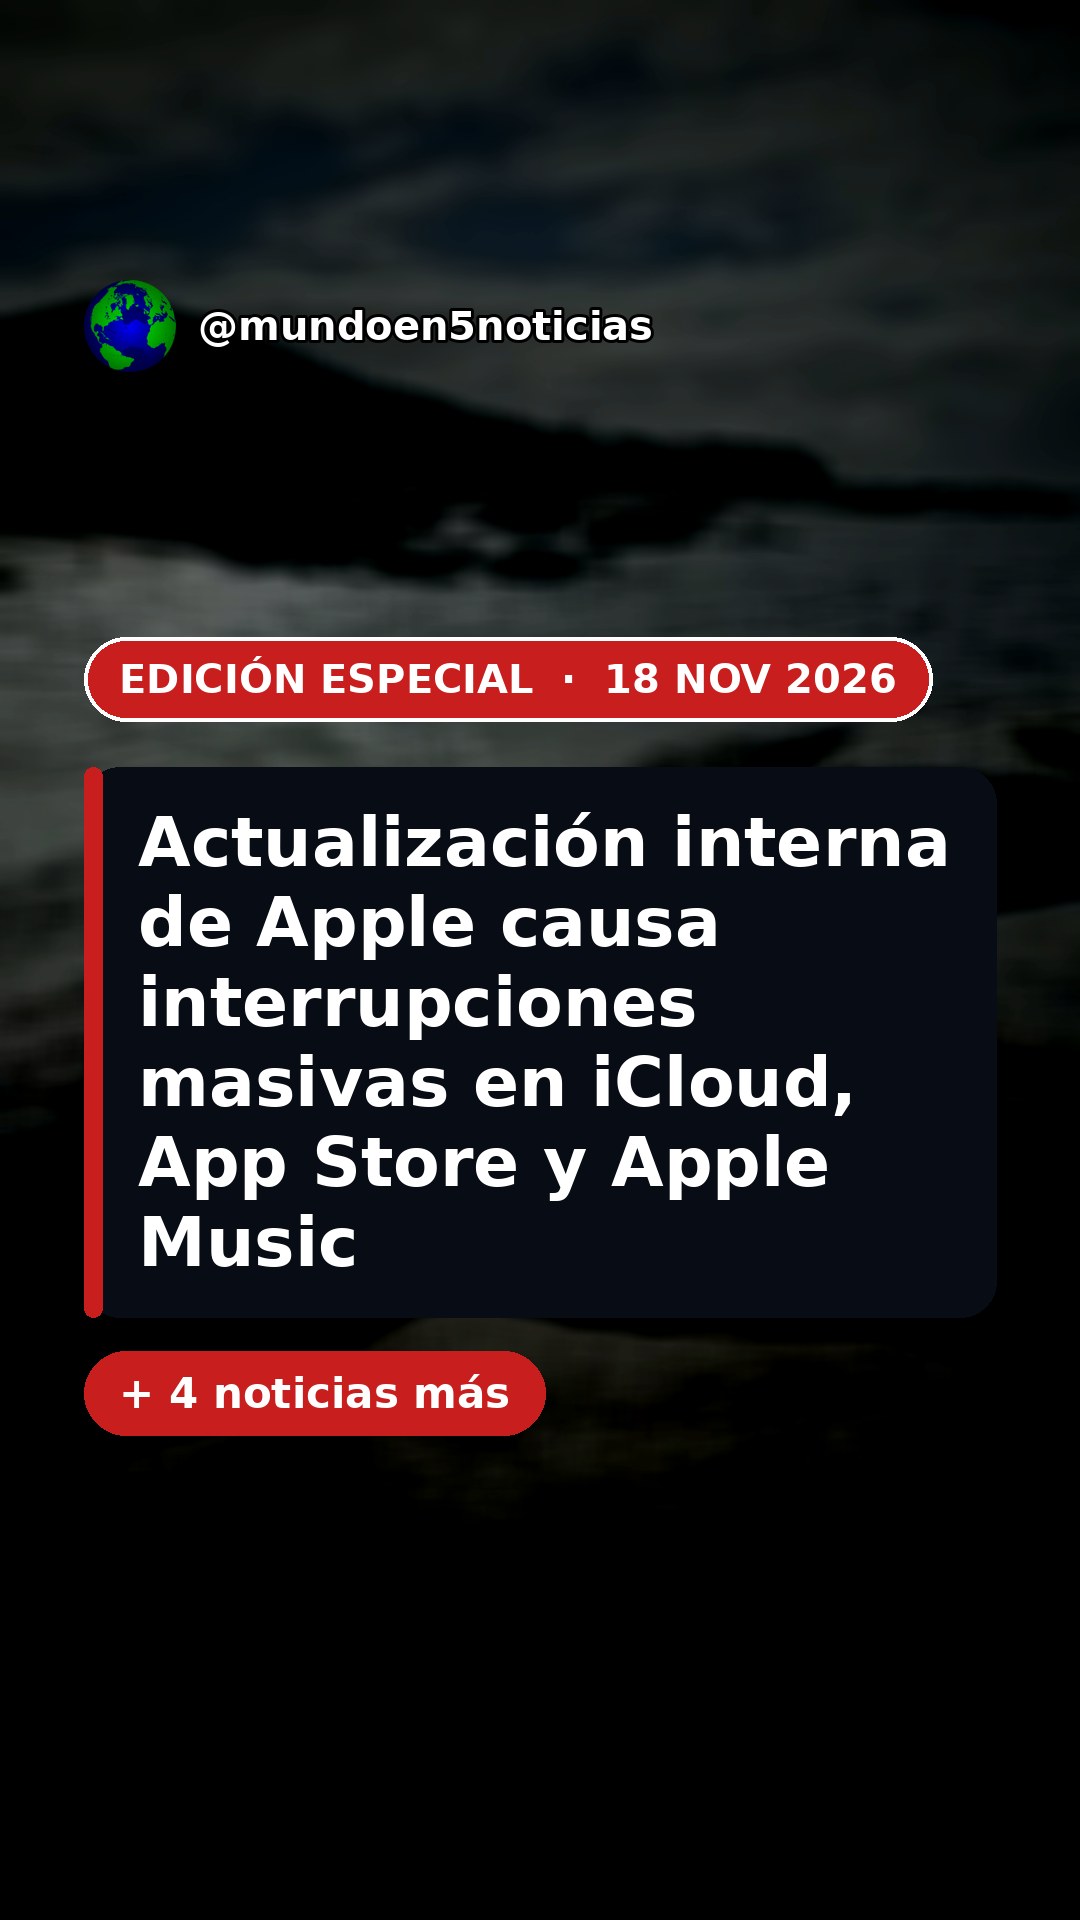 @mundoen5noticias
EDICIÓN ESPECIAL · 18 NOV 2026
Actualización interna
de Apple causa
interrupciones
masivas en iCloud,
App Store y Apple
Music
+ 4 noticias más